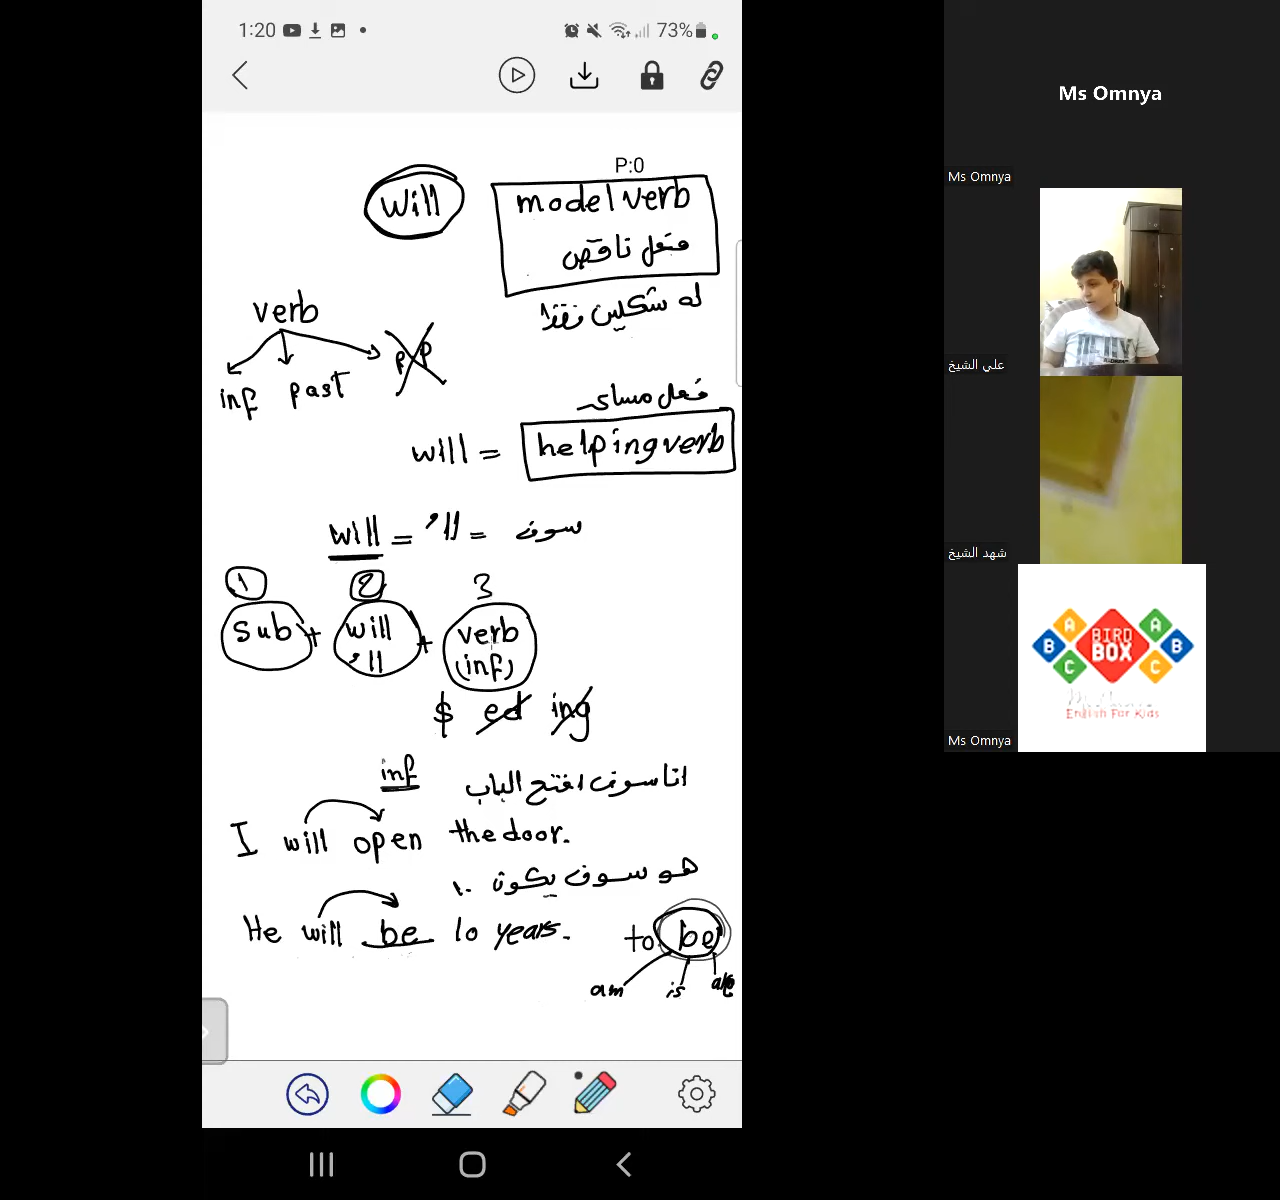 1:20
73%
P:0
will
model verb
فعل ناقص
له شكلين فقط
verb
inf past pp
فعل مساعد
will = helping verb
will = 'll = سوف
1 2 3
sub + will 'll + verb (inf)
$ ed ing
inf
انا سوف افتح الباب
I will open the door.
هو سوف يكون ١٠
He will be 10 years.
to be
am is are
Ms Omnya
Ms Omnya
علي الشيخ
شهد الشيخ
A B C
BIRD BOX
A B C
English For Kids
Ms Omnya